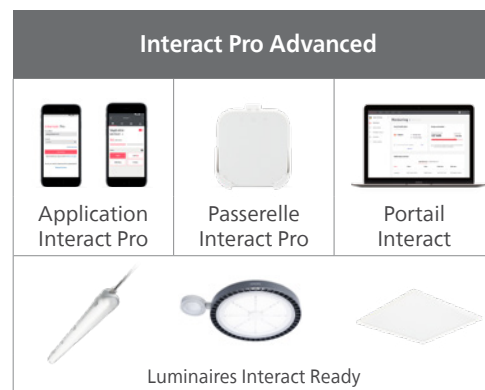 Interact Pro Advanced
Application
Interact Pro
Passerelle
Interact Pro
Portail
Interact
Luminaires Interact Ready